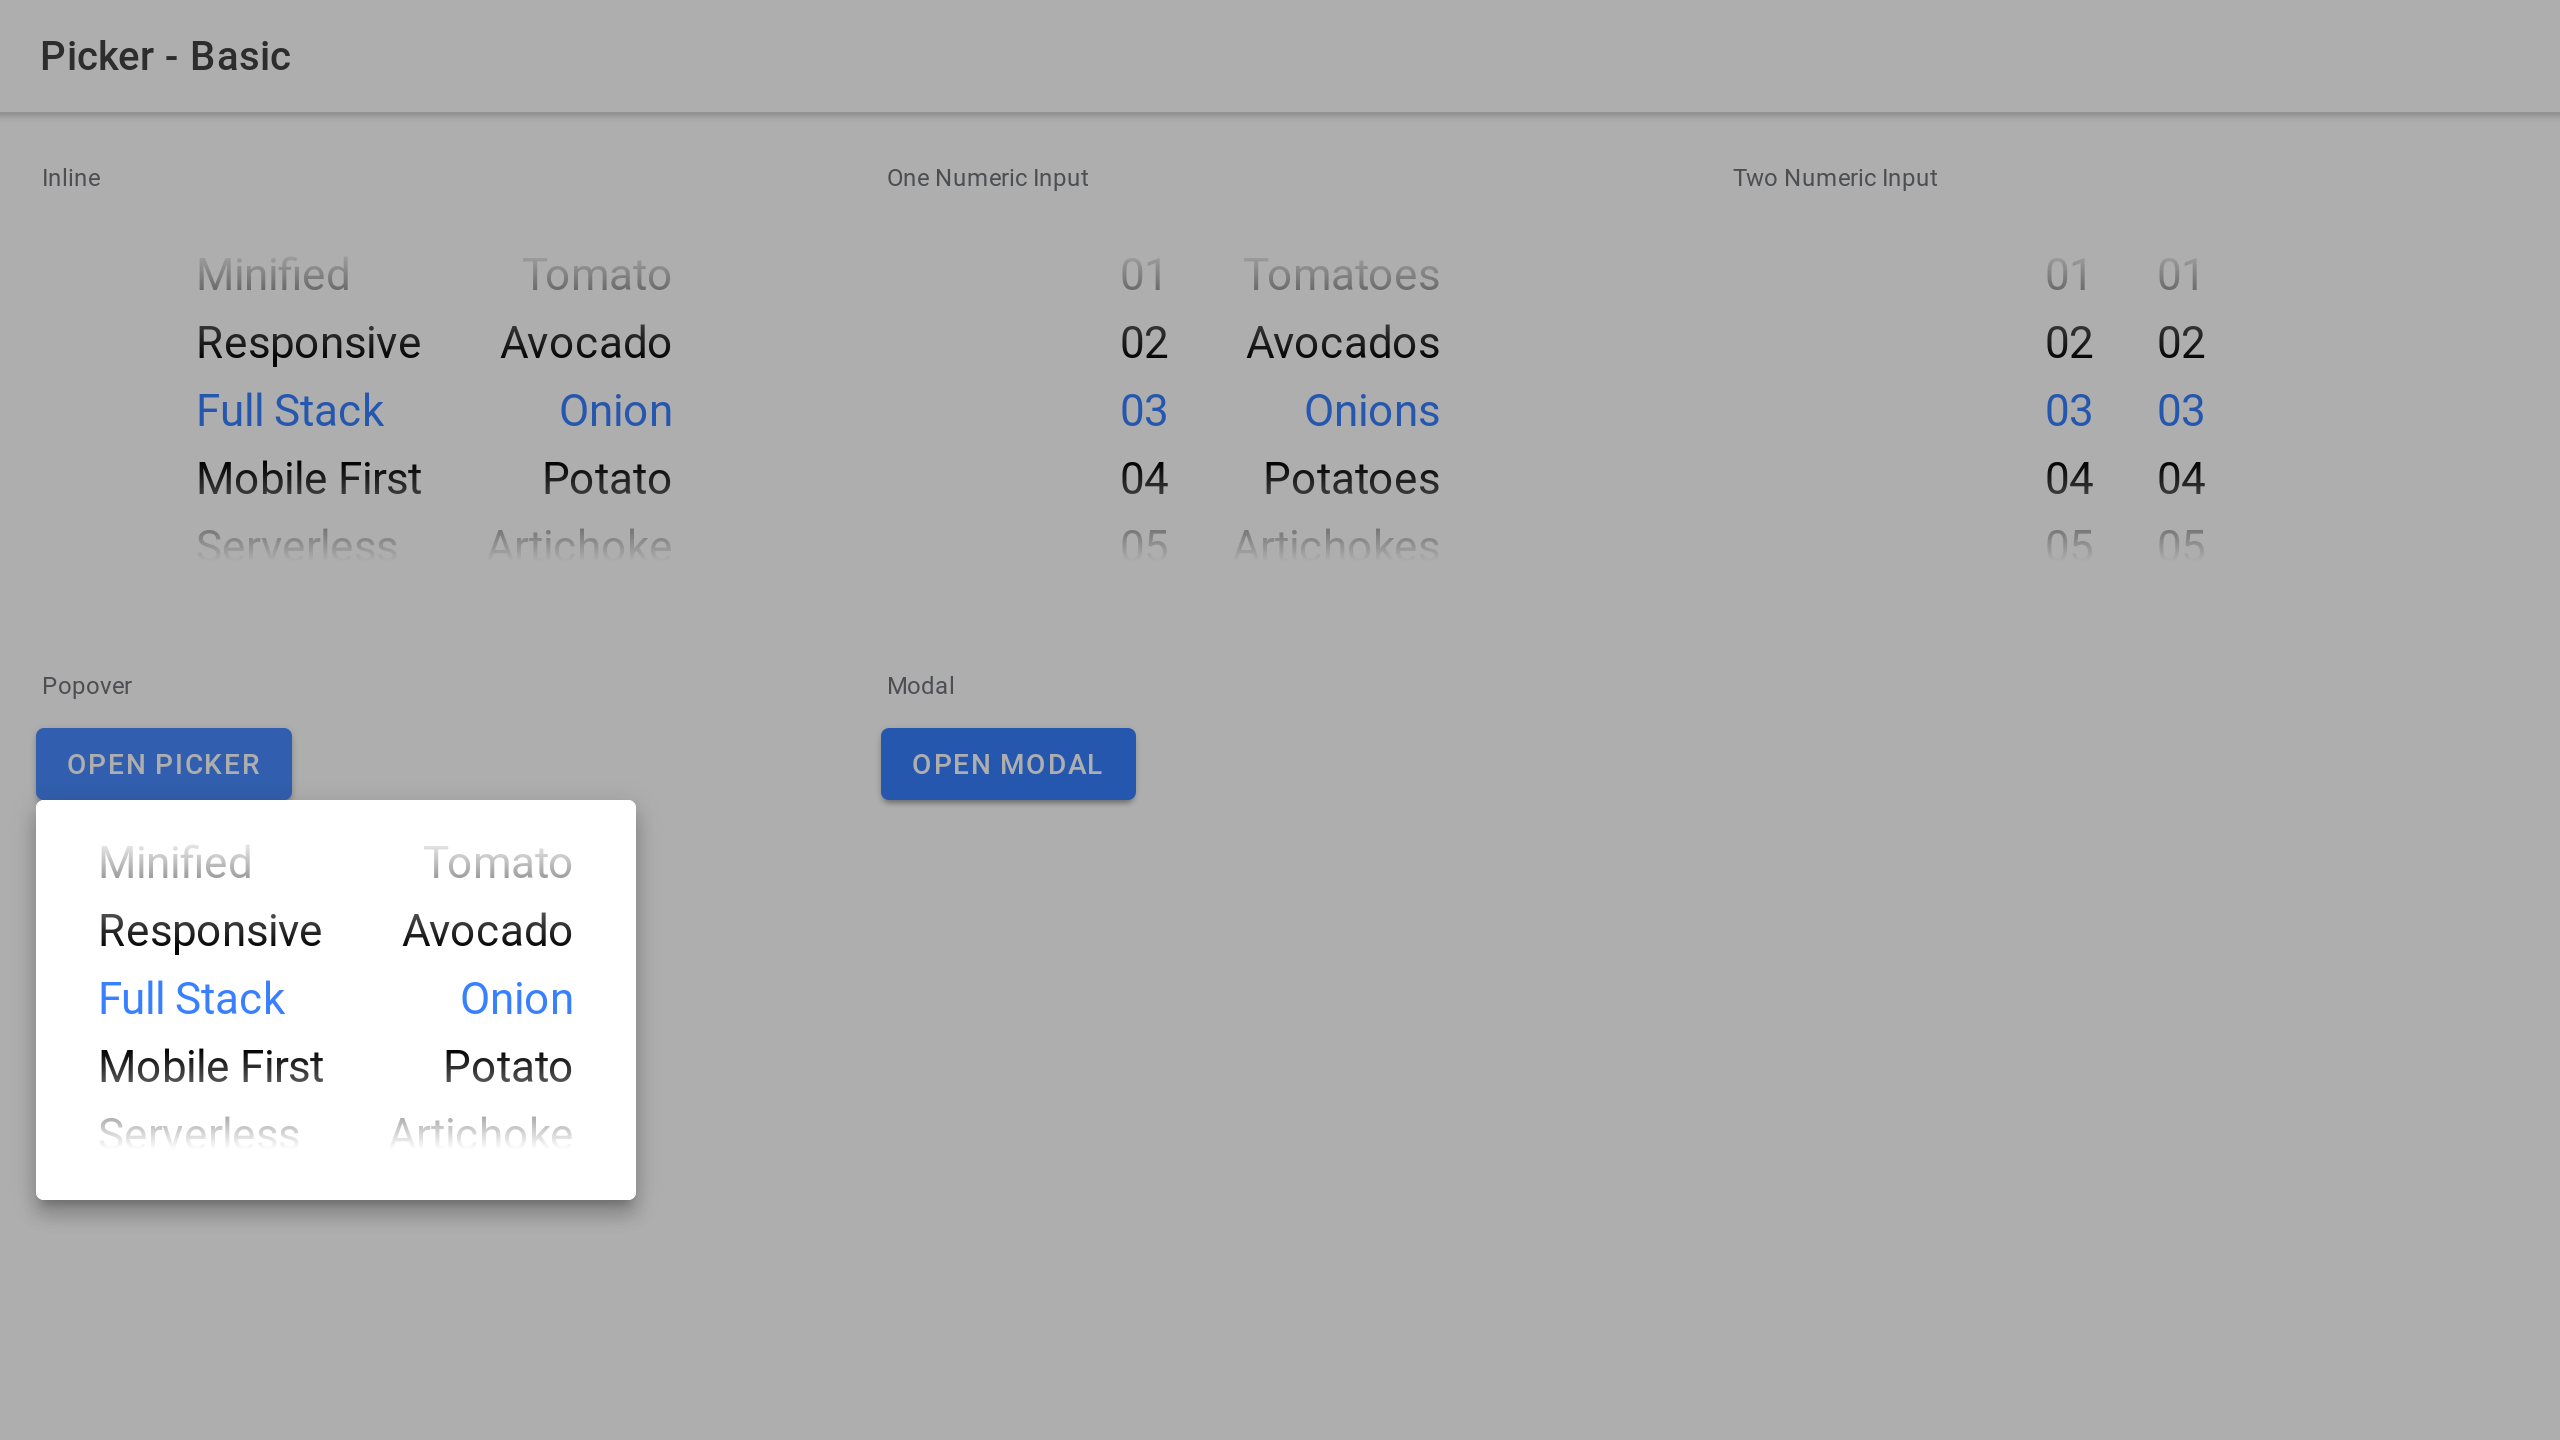 Picker - Basic
Inline
One Numeric Input
Two Numeric Input
Minified Tomato
Responsive Avocado
Full Stack Onion
Mobile First Potato
Serverless Artichoke
01 Tomatoes
02 Avocados
03 Onions
04 Potatoes
05 Artichokes
01 01
02 02
03 03
04 04
05 05
Popover
OPEN PICKER
Modal
OPEN MODAL
Minified Tomato
Responsive Avocado
Full Stack Onion
Mobile First Potato
Serverless Artichoke